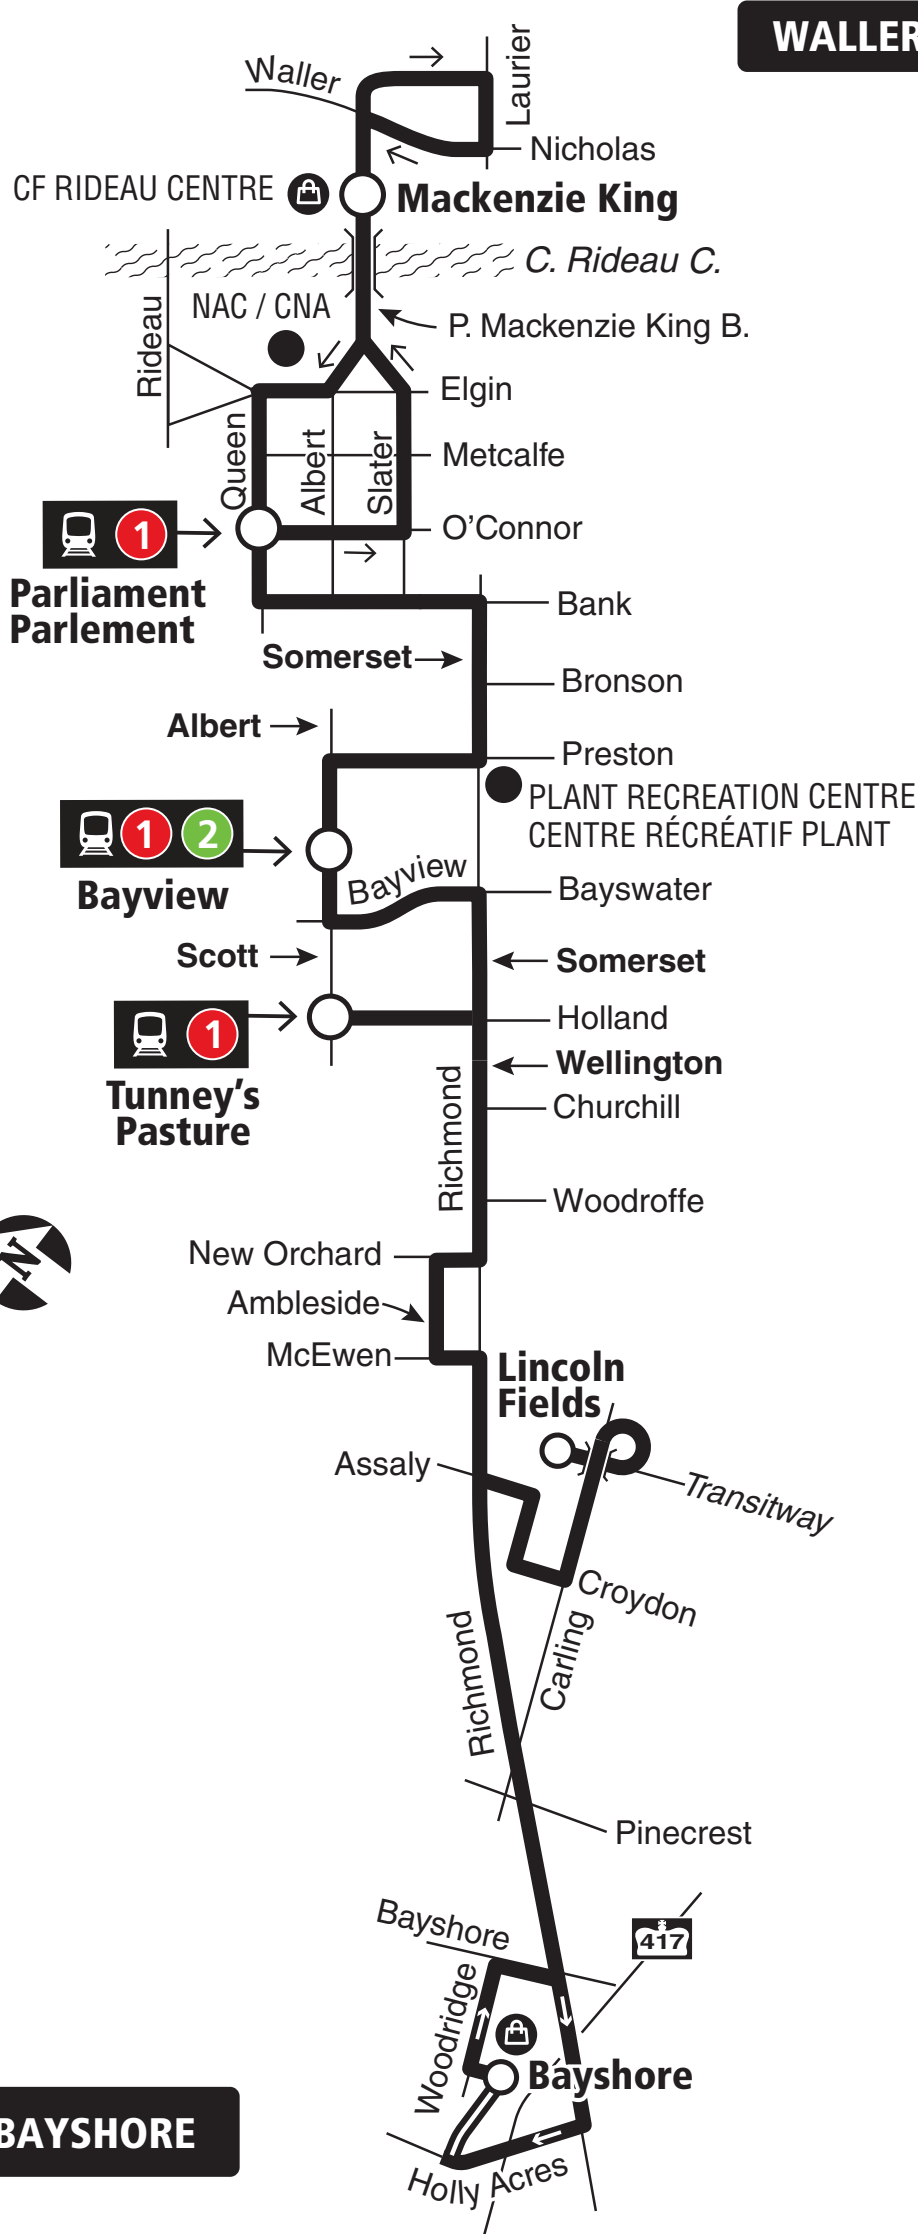 WALLER
Waller
Laurier
Nicholas
CF RIDEAU CENTRE
Mackenzie King
C. Rideau C.
NAC / CNA
P. Mackenzie King B.
Rideau
Elgin
Queen
Albert
Slater
Metcalfe
O'Connor
1
Parliament
Parlement
Bank
Somerset
Bronson
Albert
Preston
PLANT RECREATION CENTRE
CENTRE RÉCRÉATIF PLANT
1 2
Bayview
Bayview
Bayswater
Scott
Somerset
1
Holland
Tunney's
Pasture
Wellington
Churchill
Richmond
Woodroffe
N
New Orchard
Ambleside
McEwen
Lincoln
Fields
Assaly
Transitway
Croydon
Carling
Richmond
Pinecrest
Bayshore
417
Woodridge
Bayshore
BAYSHORE
Holly Acres